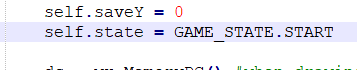 self.saveY = 0
self.state = GAME_STATE.START